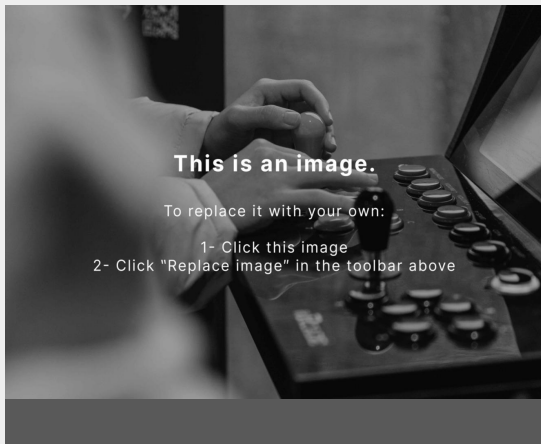 This is an image.
To replace it with your own:
1- Click this image
2- Click "Replace image" in the toolbar above